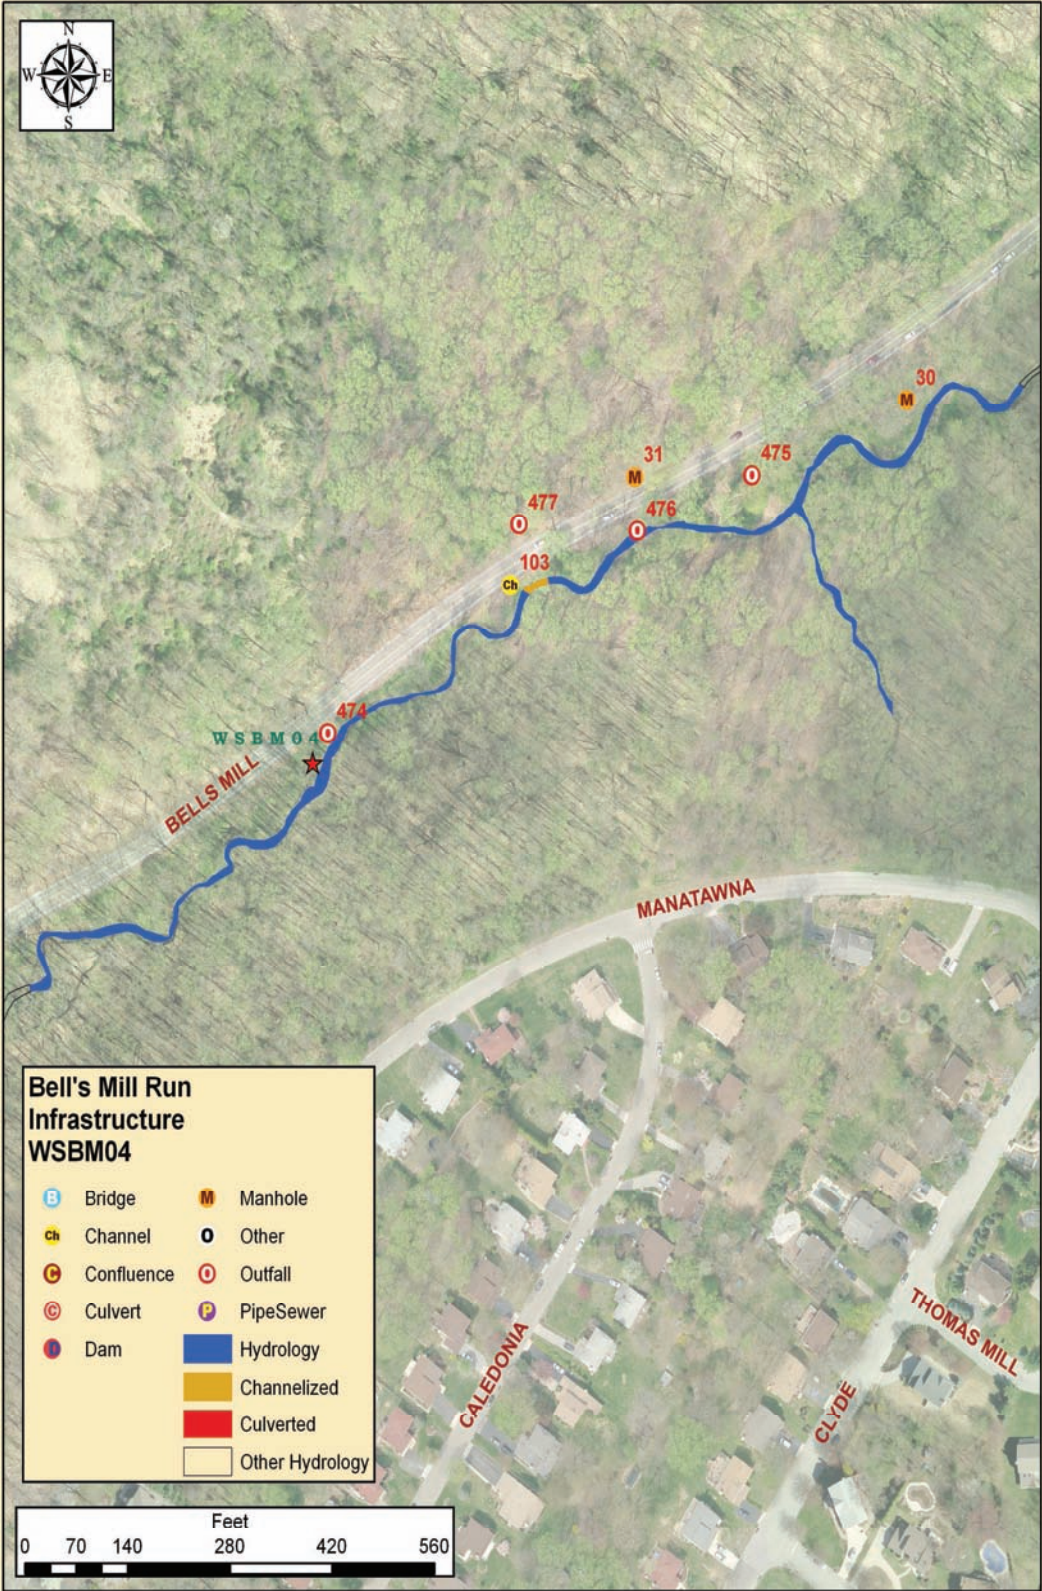 N
W E
S
30
31
475
477
476
103
474
WSBM04
BELLS MILL
MANATAWNA
Bell's Mill Run
Infrastructure
WSBM04
B Bridge
M Manhole
Ch Channel
O Other
C Confluence
O Outfall
C Culvert
P PipeSewer
D Dam
Hydrology
Channelized
Culverted
Other Hydrology
THOMAS MILL
CALEDONIA
CLYDE
Feet
0 70 140 280 420 560